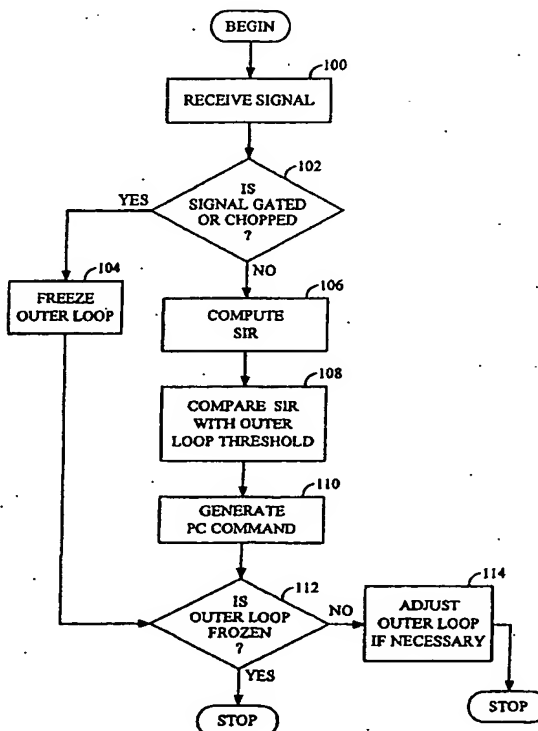 BEGIN
100
RECEIVE SIGNAL
102
IS
SIGNAL GATED
OR CHOPPED
?
YES
NO
104
FREEZE
OUTER LOOP
106
COMPUTE
SIR
108
COMPARE SIR
WITH OUTER
LOOP THRESHOLD
110
GENERATE
PC COMMAND
112
IS
OUTER LOOP
FROZEN
?
NO
YES
114
ADJUST
OUTER LOOP
IF NECESSARY
STOP
STOP